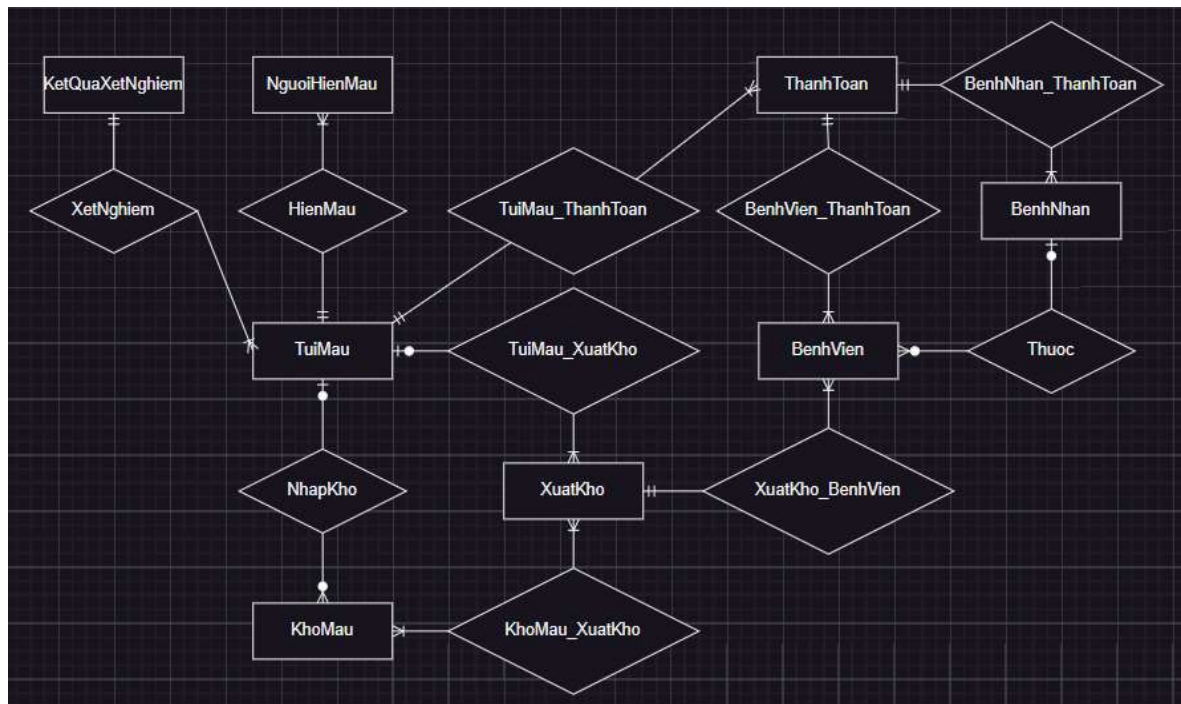 KetQuaXetNghiem
NguoiHienMau
ThanhToan
BenhNhan_ThanhToan
XetNghiem
HienMau
TuiMau_ThanhToan
BenhVien_ThanhToan
BenhNhan
TuiMau
TuiMau_XuatKho
BenhVien
Thuoc
NhapKho
XuatKho
XuatKho_BenhVien
KhoMau
KhoMau_XuatKho